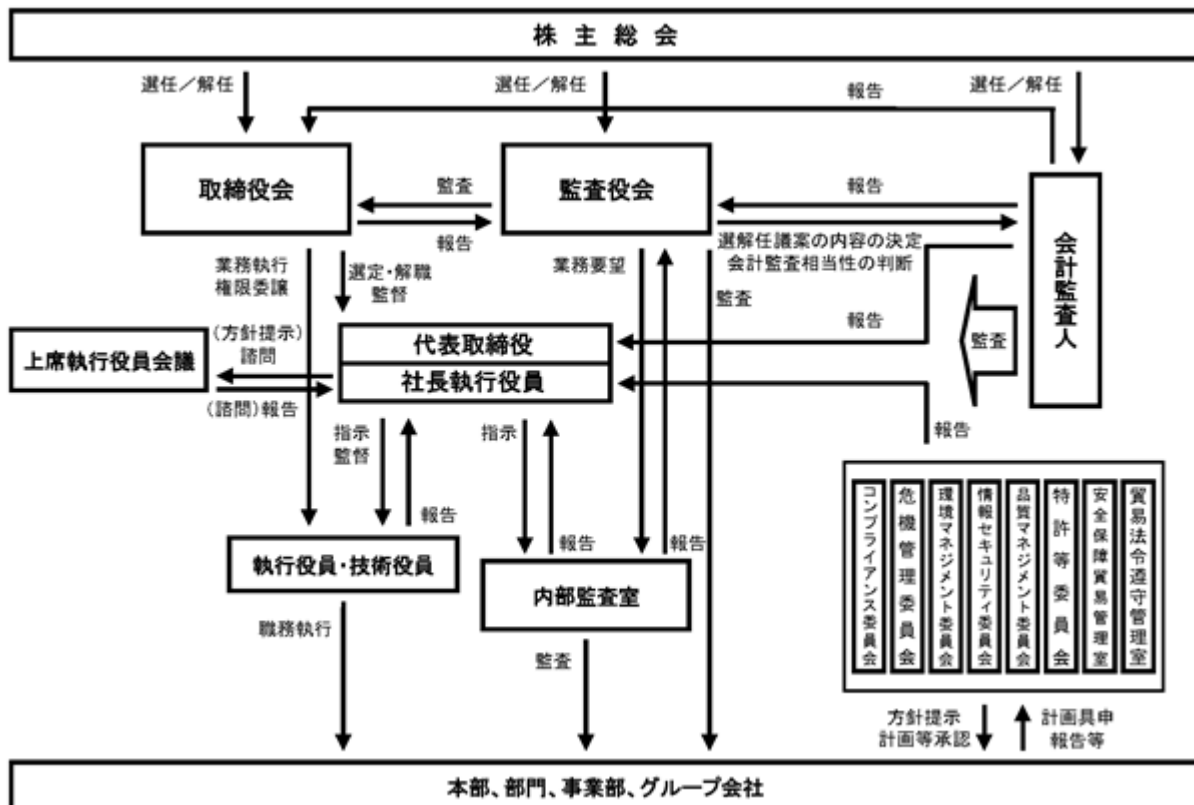 株主総会
選任／解任
選任／解任
報告
選任／解任
取締役会
監査
報告
監査役会
報告
選解任議案の内容の決定
会計監査相当性の判断
会計監査人
業務執行
権限委譲
選定・解職
監督
業務要望
監査
報告
監査
上席執行役員会議
(方針提示)
諮問
(諮問)報告
代表取締役
社長執行役員
報告
指示
監督
報告
指示
報告
報告
執行役員・技術役員
内部監査室
コンプライアンス委員会
危機管理委員会
環境マネジメント委員会
情報セキュリティ委員会
品質マネジメント委員会
特許等委員会
安全保障貿易管理室
貿易法令遵守管理室
職務執行
監査
方針提示
計画等承認
計画具申
報告等
本部、部門、事業部、グループ会社